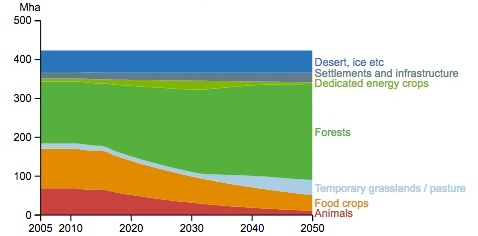 Mha
500
400
300
200
100
0
Desert, ice etc
Settlements and infrastructure
Dedicated energy crops
Forests
Temporary grasslands / pasture
Food crops
Animals
2005 2010 2020 2030 2040 2050